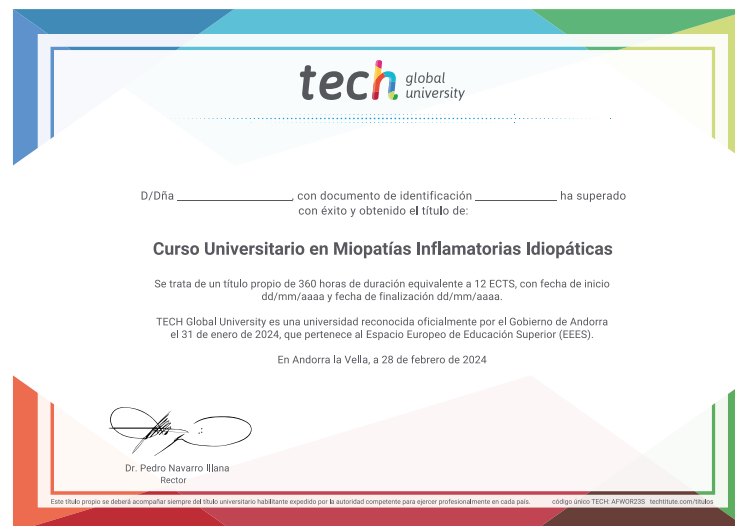 tech global
university
D/Dña ____________, con documento de identificación ____________ ha superado
con éxito y obtenido el título de:
Curso Universitario en Miopatías Inflamatorias Idiopáticas
Se trata de un título propio de 360 horas de duración equivalente a 12 ECTS, con fecha de inicio
dd/mm/aaaa y fecha de finalización dd/mm/aaaa.
TECH Global University es una universidad reconocida oficialmente por el Gobierno de Andorra
el 31 de enero de 2024, que pertenece al Espacio Europeo de Educación Superior (EEES).
En Andorra la Vella, a 28 de febrero de 2024
Dr. Pedro Navarro Illana
Rector
Este título propio se deberá acompañar siempre del título universitario habilitante expedido por la autoridad competente para ejercer profesionalmente en cada país. código único TECH: AFWOR23S techtitute.com/titulos